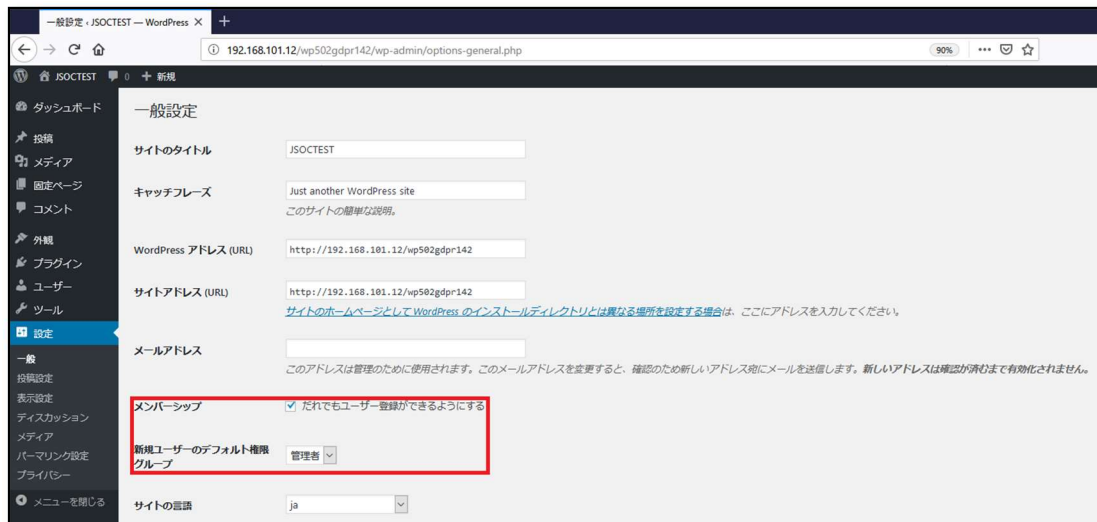 一般設定 ‹ JSOCTEST — WordPress
192.168.101.12/wp502gdpr142/wp-admin/options-general.php
90%
JSOCTEST
0
新規
ダッシュボード
投稿
メディア
固定ページ
コメント
外観
プラグイン
ユーザー
ツール
設定
一般
投稿設定
表示設定
ディスカッション
メディア
パーマリンク設定
プライバシー
メニューを閉じる
一般設定
サイトのタイトル
JSOCTEST
キャッチフレーズ
Just another WordPress site
このサイトの簡単な説明。
WordPress アドレス (URL)
http://192.168.101.12/wp502gdpr142
サイトアドレス (URL)
http://192.168.101.12/wp502gdpr142
サイトのホームページとして WordPress のインストールディレクトリとは異なる場所を設定する場合は、ここにアドレスを入力してください。
メールアドレス
このアドレスは管理のために使用されます。このメールアドレスを変更すると、確認のため新しいアドレス宛にメールを送信します。新しいアドレスは確認が済むまで有効化されません。
メンバーシップ
だれでもユーザー登録ができるようにする
新規ユーザーのデフォルト権限
グループ
管理者
サイトの言語
ja